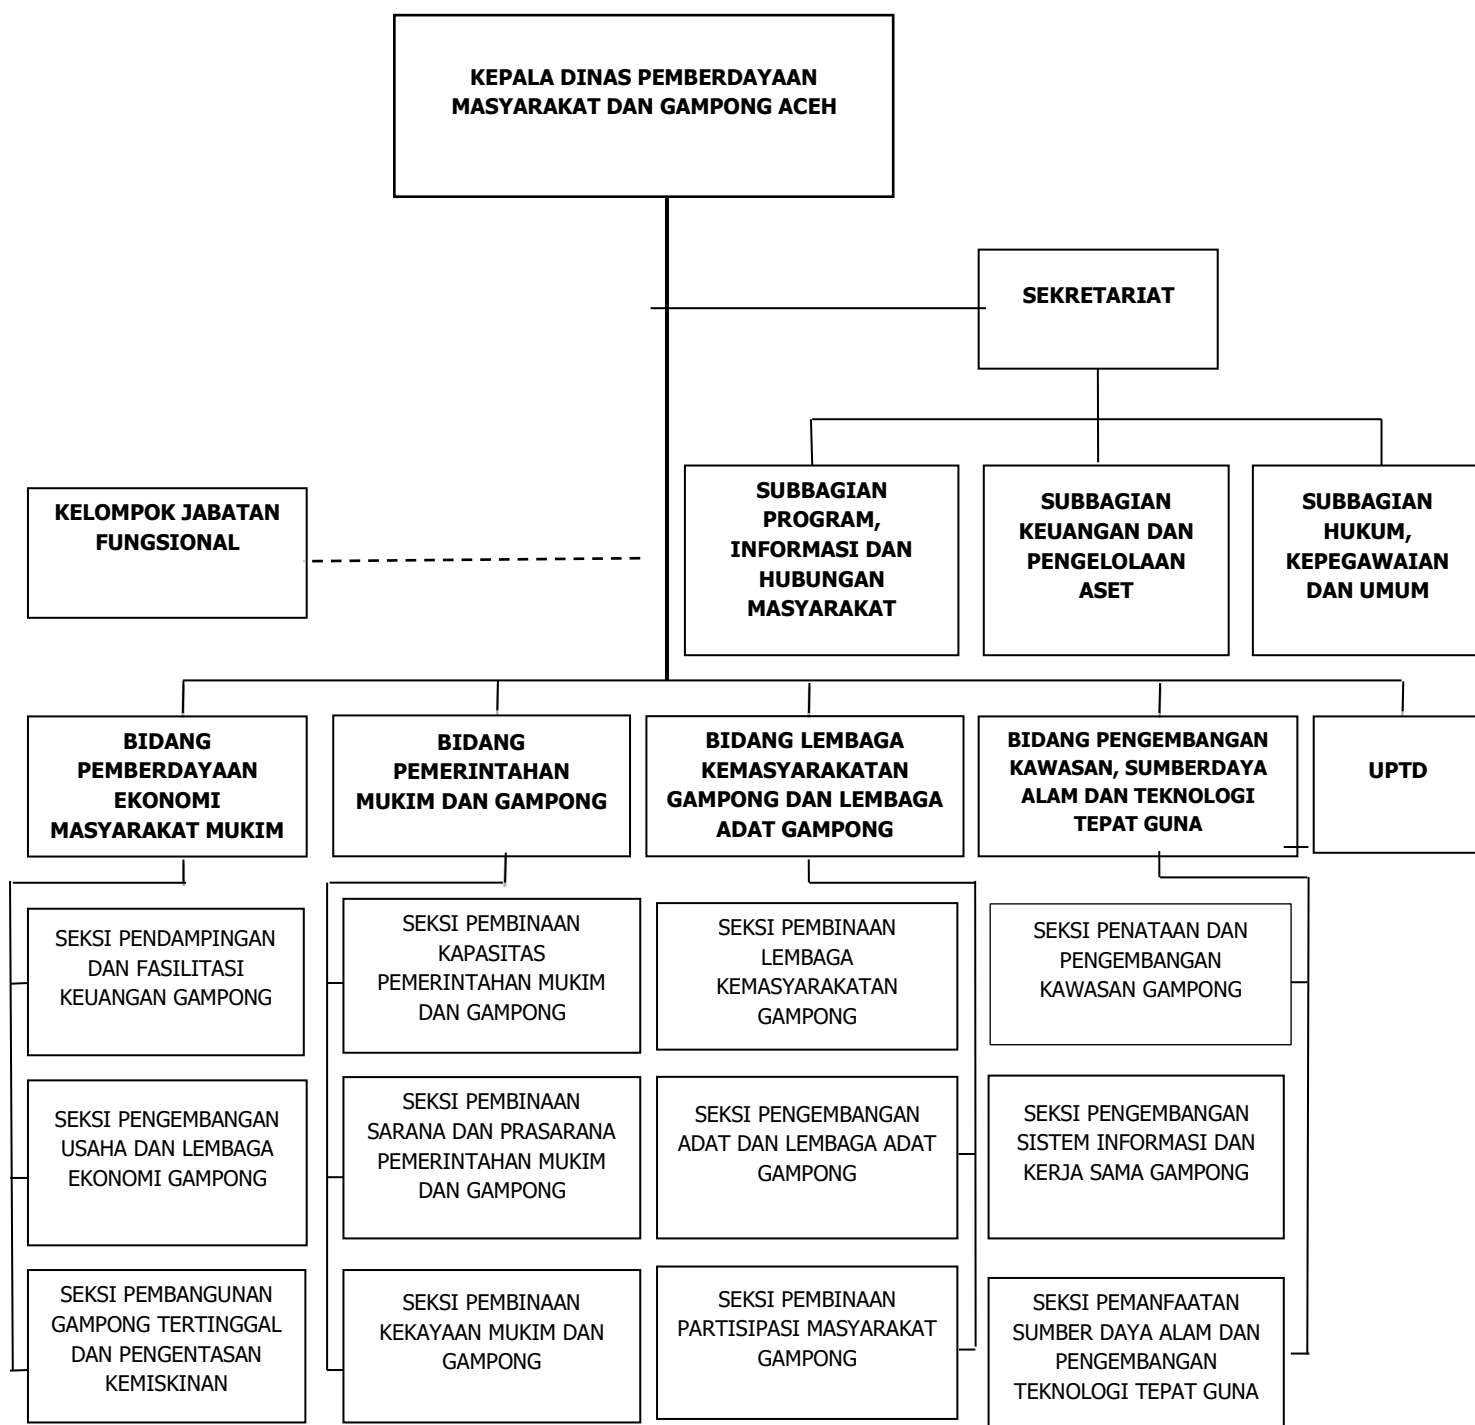 KEPALA DINAS PEMBERDAYAAN
MASYARAKAT DAN GAMPONG ACEH
SEKRETARIAT
KELOMPOK JABATAN
FUNGSIONAL
SUBBAGIAN
PROGRAM,
INFORMASI DAN
HUBUNGAN
MASYARAKAT
SUBBAGIAN
KEUANGAN DAN
PENGELOLAAN
ASET
SUBBAGIAN
HUKUM,
KEPEGAWAIAN
DAN UMUM
BIDANG
PEMBERDAYAAN
EKONOMI
MASYARAKAT MUKIM
BIDANG
PEMERINTAHAN
MUKIM DAN GAMPONG
BIDANG LEMBAGA
KEMASYARAKATAN
GAMPONG DAN LEMBAGA
ADAT GAMPONG
BIDANG PENGEMBANGAN
KAWASAN, SUMBERDAYA
ALAM DAN TEKNOLOGI
TEPAT GUNA
UPTD
SEKSI PENDAMPINGAN
DAN FASILITASI
KEUANGAN GAMPONG
SEKSI PEMBINAAN
KAPASITAS
PEMERINTAHAN MUKIM
DAN GAMPONG
SEKSI PEMBINAAN
LEMBAGA
KEMASYARAKATAN
GAMPONG
SEKSI PENATAAN DAN
PENGEMBANGAN
KAWASAN GAMPONG
SEKSI PENGEMBANGAN
USAHA DAN LEMBAGA
EKONOMI GAMPONG
SEKSI PEMBINAAN
SARANA DAN PRASARANA
PEMERINTAHAN MUKIM
DAN GAMPONG
SEKSI PENGEMBANGAN
ADAT DAN LEMBAGA ADAT
GAMPONG
SEKSI PENGEMBANGAN
SISTEM INFORMASI DAN
KERJA SAMA GAMPONG
SEKSI PEMBANGUNAN
GAMPONG TERTINGGAL
DAN PENGENTASAN
KEMISKINAN
SEKSI PEMBINAAN
KEKAYAAN MUKIM DAN
GAMPONG
SEKSI PEMBINAAN
PARTISIPASI MASYARAKAT
GAMPONG
SEKSI PEMANFAATAN
SUMBER DAYA ALAM DAN
PENGEMBANGAN
TEKNOLOGI TEPAT GUNA